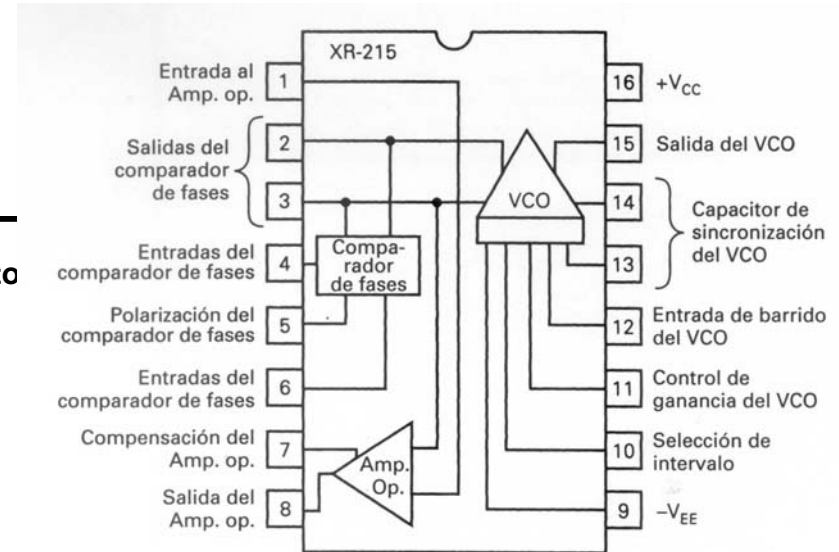 XR-215
Entrada al
Amp. op.
1
Salidas del
comparador
de fases
2
3
Entradas del
comparador de fases
4
Polarización del
comparador de fases
5
Entradas del
comparador de fases
6
Compensación del
Amp. op.
7
Salida del
Amp. op.
8
Compa-
rador
de fases
VCO
Amp.
Op.
16
+VCC
15
Salida del VCO
14
13
Capacitor de
sincronización
del VCO
12
Entrada de barrido
del VCO
11
Control de
ganancia del VCO
10
Selección de
intervalo
9
–VEE
to